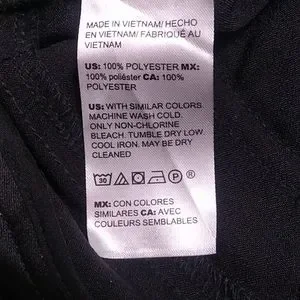 MADE IN VIETNAM/ HECHO
EN VIETNAM/ FABRIQUÉ AU
VIETNAM
US: 100% POLYESTER MX:
100% poliéster CA: 100%
POLYESTER
US: WITH SIMILAR COLORS.
MACHINE WASH COLD.
ONLY NON-CHLORINE
BLEACH. TUMBLE DRY LOW.
COOL IRON. MAY BE DRY
CLEANED
30 P ®
MX: CON COLORES
SIMILARES CA: AVEC
COULEURS SEMBLABLES